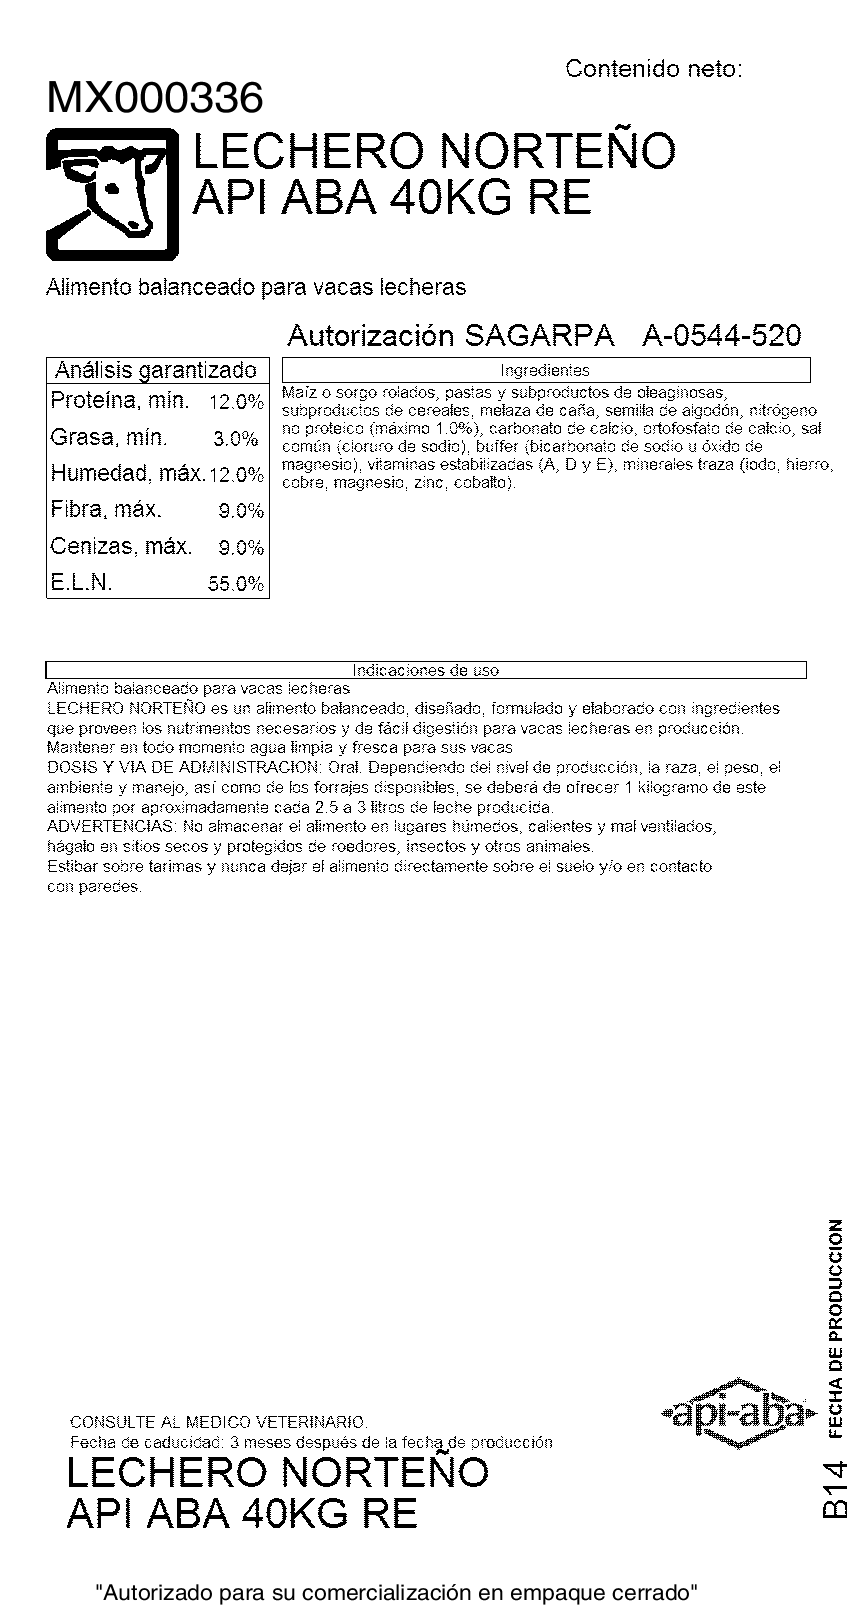 Contenido neto:
MX000336
LECHERO NORTEÑO
API ABA 40KG RE
Alimento balanceado para vacas lecheras
Autorización SAGARPA A-0544-520
Análisis garantizado
Proteína, mín. 12.0%
Grasa, mín. 3.0%
Humedad, máx. 12.0%
Fibra, máx. 9.0%
Cenizas, máx. 9.0%
E.L.N. 55.0%
Ingredientes
Maíz o sorgo rolados, pastas y subproductos de oleaginosas,
subproductos de cereales, melaza de caña, semilla de algodón, nitrógeno
no proteico (máximo 1.0%), carbonato de calcio, ortofosfato de calcio, sal
común (cloruro de sodio), buffer (bicarbonato de sodio u óxido de
magnesio), vitaminas estabilizadas (A, D y E), minerales traza (iodo, hierro,
cobre, magnesio, zinc, cobalto).
Indicaciones de uso
Alimento balanceado para vacas lecheras
LECHERO NORTEÑO es un alimento balanceado, diseñado, formulado y elaborado con ingredientes
que proveen los nutrimentos necesarios y de fácil digestión para vacas lecheras en producción.
Mantener en todo momento agua limpia y fresca para sus vacas
DOSIS Y VIA DE ADMINISTRACION: Oral. Dependiendo del nivel de producción, la raza, el peso, el
ambiente y manejo, así como de los forrajes disponibles, se deberá de ofrecer 1 kilogramo de este
alimento por aproximadamente cada 2.5 a 3 litros de leche producida.
ADVERTENCIAS: No almacenar el alimento en lugares húmedos, calientes y mal ventilados,
hágalo en sitios secos y protegidos de roedores, insectos y otros animales.
Estibar sobre tarimas y nunca dejar el alimento directamente sobre el suelo y/o en contacto
con paredes.
FECHA DE PRODUCCION
B14
api-aba
CONSULTE AL MEDICO VETERINARIO.
Fecha de caducidad: 3 meses después de la fecha de producción
LECHERO NORTEÑO
API ABA 40KG RE
"Autorizado para su comercialización en empaque cerrado"